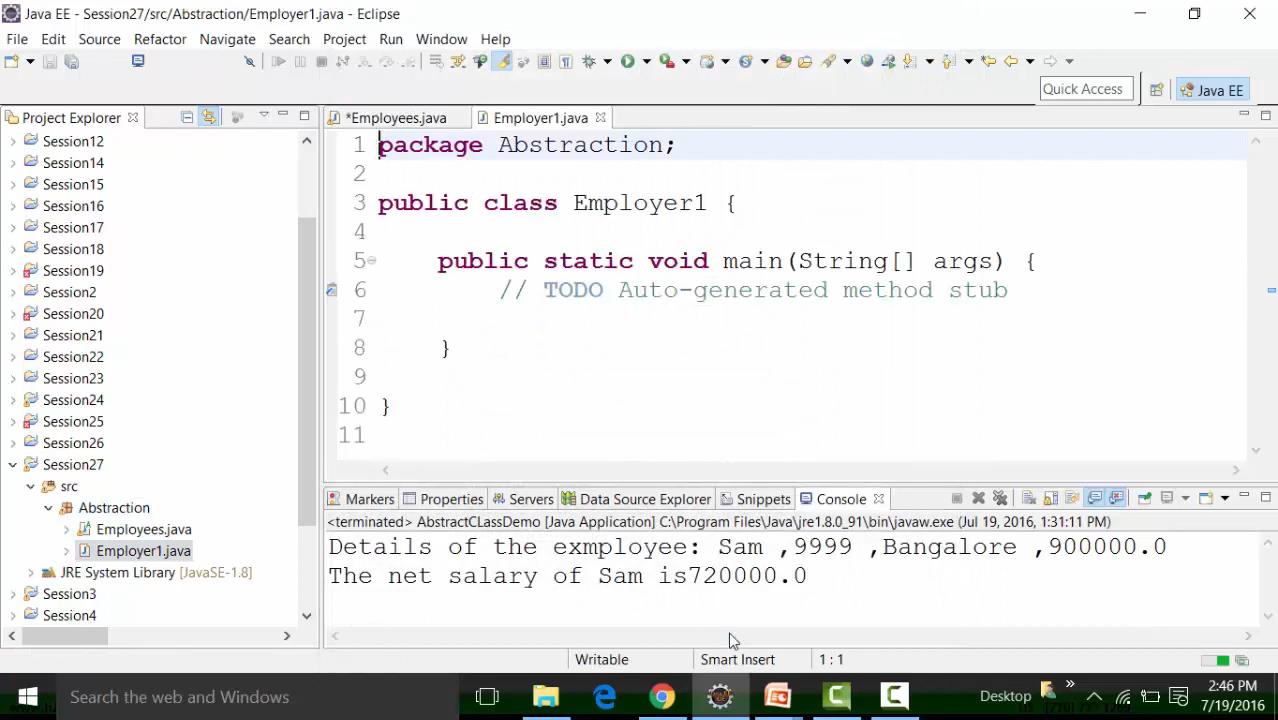 Java EE - Session27/src/Abstraction/Employer1.java - Eclipse
File Edit Source Refactor Navigate Search Project Run Window Help
Quick Access Java EE
Project Explorer
Session12
Session14
Session15
Session16
Session17
Session18
Session19
Session2
Session20
Session21
Session22
Session23
Session24
Session25
Session26
Session27
src
Abstraction
Employees.java
Employer1.java
JRE System Library [JavaSE-1.8]
Session3
Session4
*Employees.java Employer1.java
1 package Abstraction;
2
3 public class Employer1 {
4
5 public static void main(String[] args) {
6 // TODO Auto-generated method stub
7
8 }
9
10 }
11
Markers Properties Servers Data Source Explorer Snippets Console
<terminated> AbstractCLassDemo [Java Application] C:\Program Files\Java\jre1.8.0_91\bin\javaw.exe (Jul 19, 2016, 1:31:11 PM)
Details of the exmployee: Sam ,9999 ,Bangalore ,900000.0
The net salary of Sam is720000.0
Writable Smart Insert 1 : 1
Search the web and Windows
Desktop
2:46 PM
7/19/2016